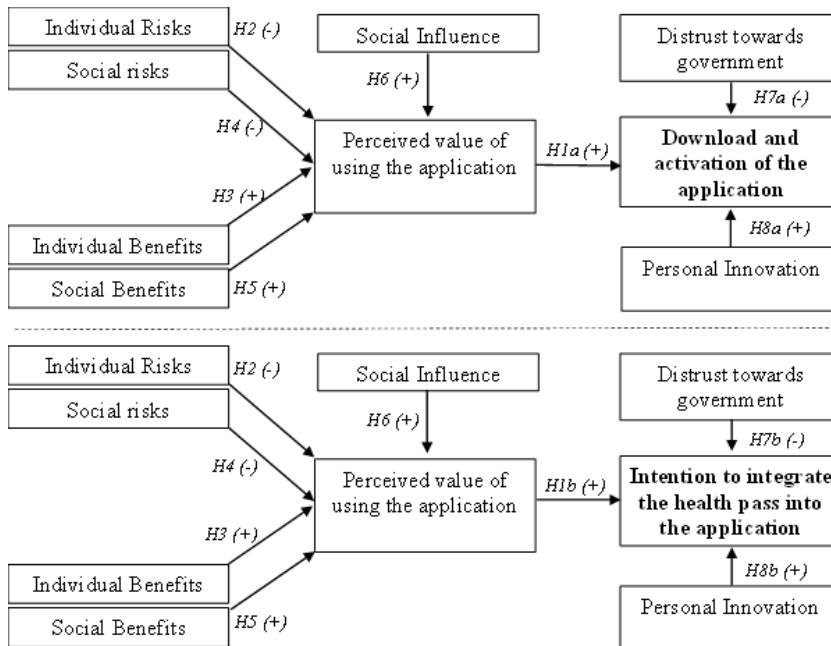 Individual Risks
H2 (-)
Social Influence
Distrust towards
government
Social risks
H6 (+)
H7a (-)
H4 (-)
Perceived value of
using the application
H1a (+)
Download and
activation of the
application
H3 (+)
H8a (+)
Individual Benefits
Social Benefits
H5 (+)
Personal Innovation
Individual Risks
H2 (-)
Social Influence
Distrust towards
government
Social risks
H6 (+)
H7b (-)
H4 (-)
Perceived value of
using the application
H1b (+)
Intention to integrate
the health pass into
the application
H3 (+)
H8b (+)
Individual Benefits
Social Benefits
H5 (+)
Personal Innovation